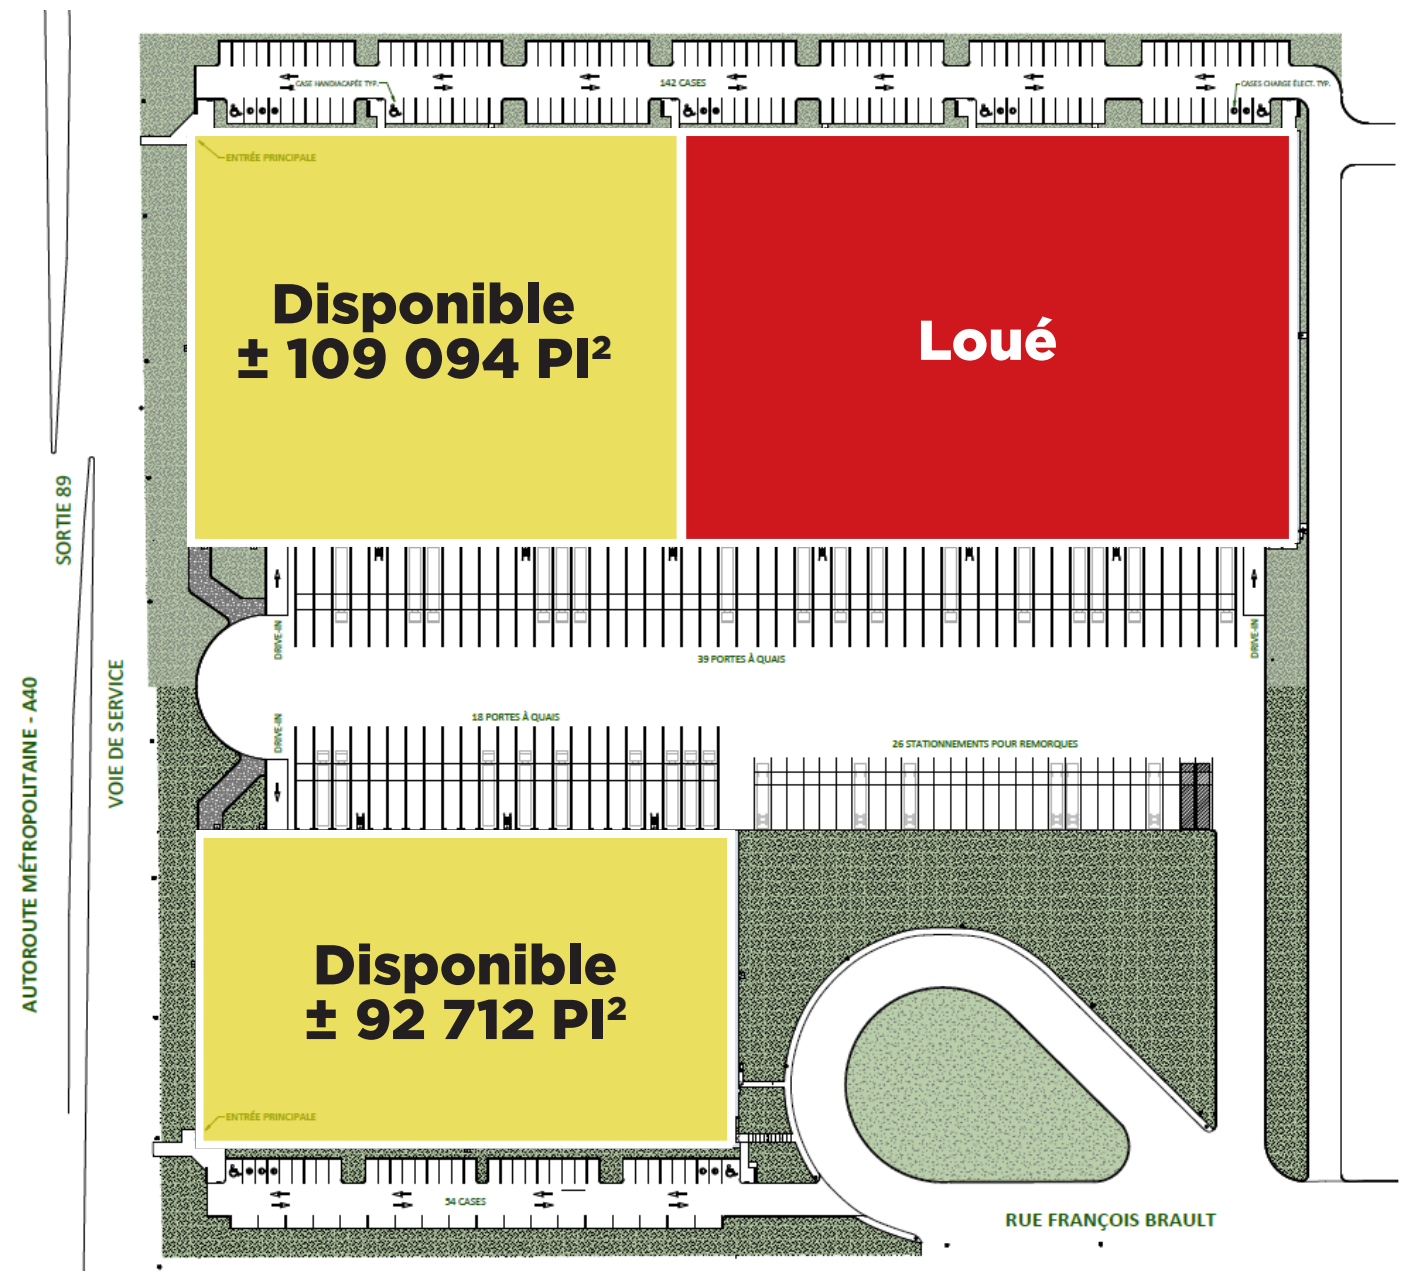 CASE HANDIACAPÉE TYP.
142 CASES
CASES CHARGE ÉLECT. TYP.
ENTRÉE PRINCIPALE
Disponible
± 109 094 PI²
Loué
SORTIE 89
AUTOROUTE MÉTROPOLITAINE - A40
VOIE DE SERVICE
DRIVE-IN
DRIVE-IN
39 PORTES À QUAIS
DRIVE-IN
18 PORTES À QUAIS
26 STATIONNEMENTS POUR REMORQUES
Disponible
± 92 712 PI²
ENTRÉE PRINCIPALE
54 CASES
RUE FRANÇOIS BRAULT